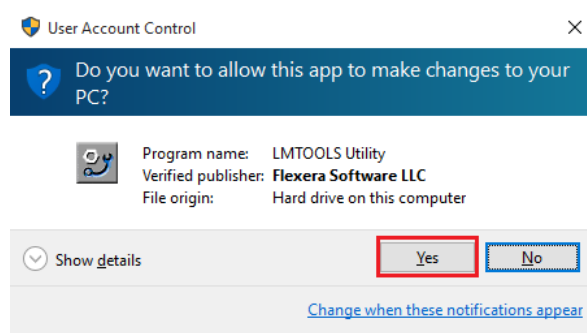 User Account Control
Do you want to allow this app to make changes to your
PC?
Program name: LMTOOLS Utility
Verified publisher: Flexera Software LLC
File origin: Hard drive on this computer
Show details Yes No
Change when these notifications appear